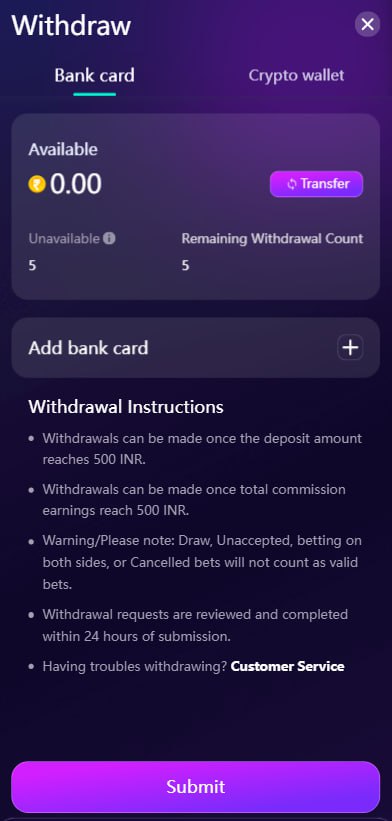 Withdraw
Bank card
Crypto wallet
Available
₹ 0.00
Transfer
Unavailable
Remaining Withdrawal Count
5
5
Add bank card
Withdrawal Instructions
Withdrawals can be made once the deposit amount
reaches 500 INR.
Withdrawals can be made once total commission
earnings reach 500 INR.
Warning/Please note: Draw, Unaccepted, betting on
both sides, or Cancelled bets will not count as valid
bets.
Withdrawal requests are reviewed and completed
within 24 hours of submission.
Having troubles withdrawing? Customer Service
Submit